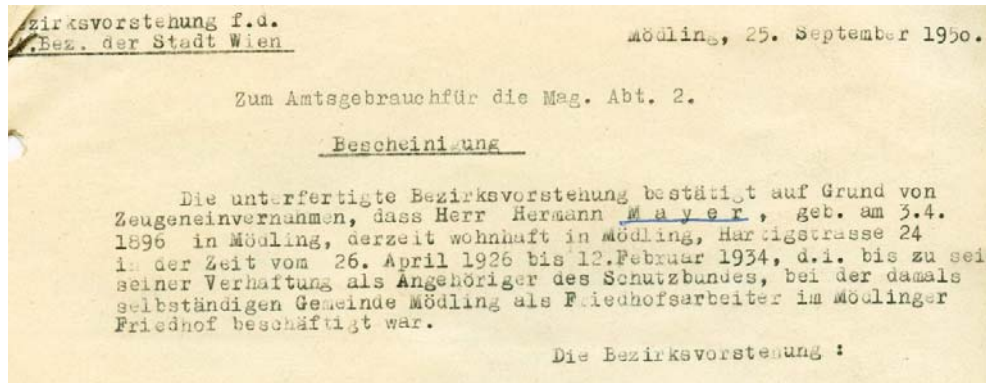 zirksvorstehung f.d.
.Bez. der Stadt Wien
Mödling, 25. September 1950.
Zum Amtsgebrauchfür die Mag. Abt. 2.
Bescheinigung
Die unterfertigte Bezirksvorstehung bestätigt auf Grund von
Zeugeneinvernahmen, dass Herr Hermann M a y e r , geb. am 3.4.
1896 in Mödling, derzeit wohnhaft in Mödling, Hartigstrasse 24
in der Zeit vom 26. April 1926 bis 12.Februar 1934, d.i. bis zu sei
seiner Verhaftung als Angehöriger des Schutzbundes, bei der damals
selbständigen Gemeinde Mödling als Friedhofsarbeiter im Mödlinger
Friedhof beschäftigt war.
Die Bezirksvorstehung :